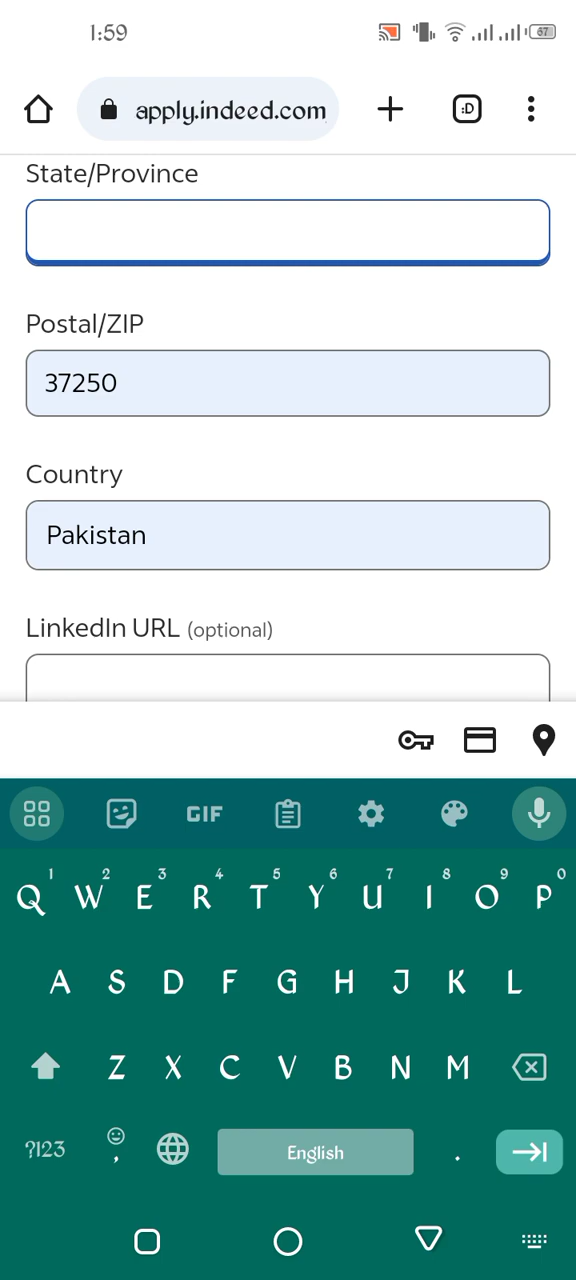 1:59
67
apply.indeed.com
:D
State/Province
Postal/ZIP
37250
Country
Pakistan
LinkedIn URL (optional)
GIF
1 2 3 4 5 6 7 8 9 0
Q W E R T Y U I O P
A S D F G H J K L
Z X C V B N M
?123 , English .